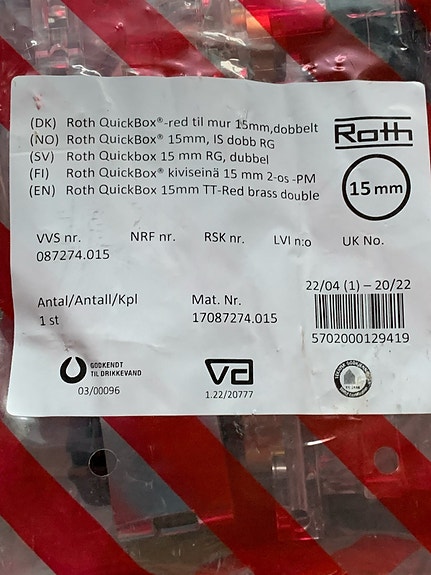 (DK) Roth QuickBox®-red til mur 15mm,dobbelt
(NO) Roth QuickBox® 15mm, IS dobb RG
(SV) Roth Quickbox 15 mm RG, dubbel
(FI) Roth QuickBox® kiviseinä 15 mm 2-os -PM
(EN) Roth QuickBox 15mm TT-Red brass double
Roth
15 mm
VVS nr. NRF nr. RSK nr. LVI n:o UK No.
087274.015
22/04 (1) – 20/22
Antal/Antall/Kpl Mat. Nr.
1 st 17087274.015
5702000129419
GODKENDT
TIL DRIKKEVAND
03/00096
va
1.22/20777